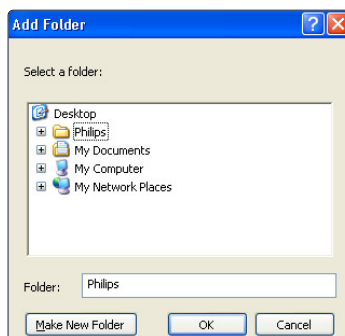 Add Folder
Select a folder:
Desktop
Philips
My Documents
My Computer
My Network Places
Folder: Philips
Make New Folder OK Cancel